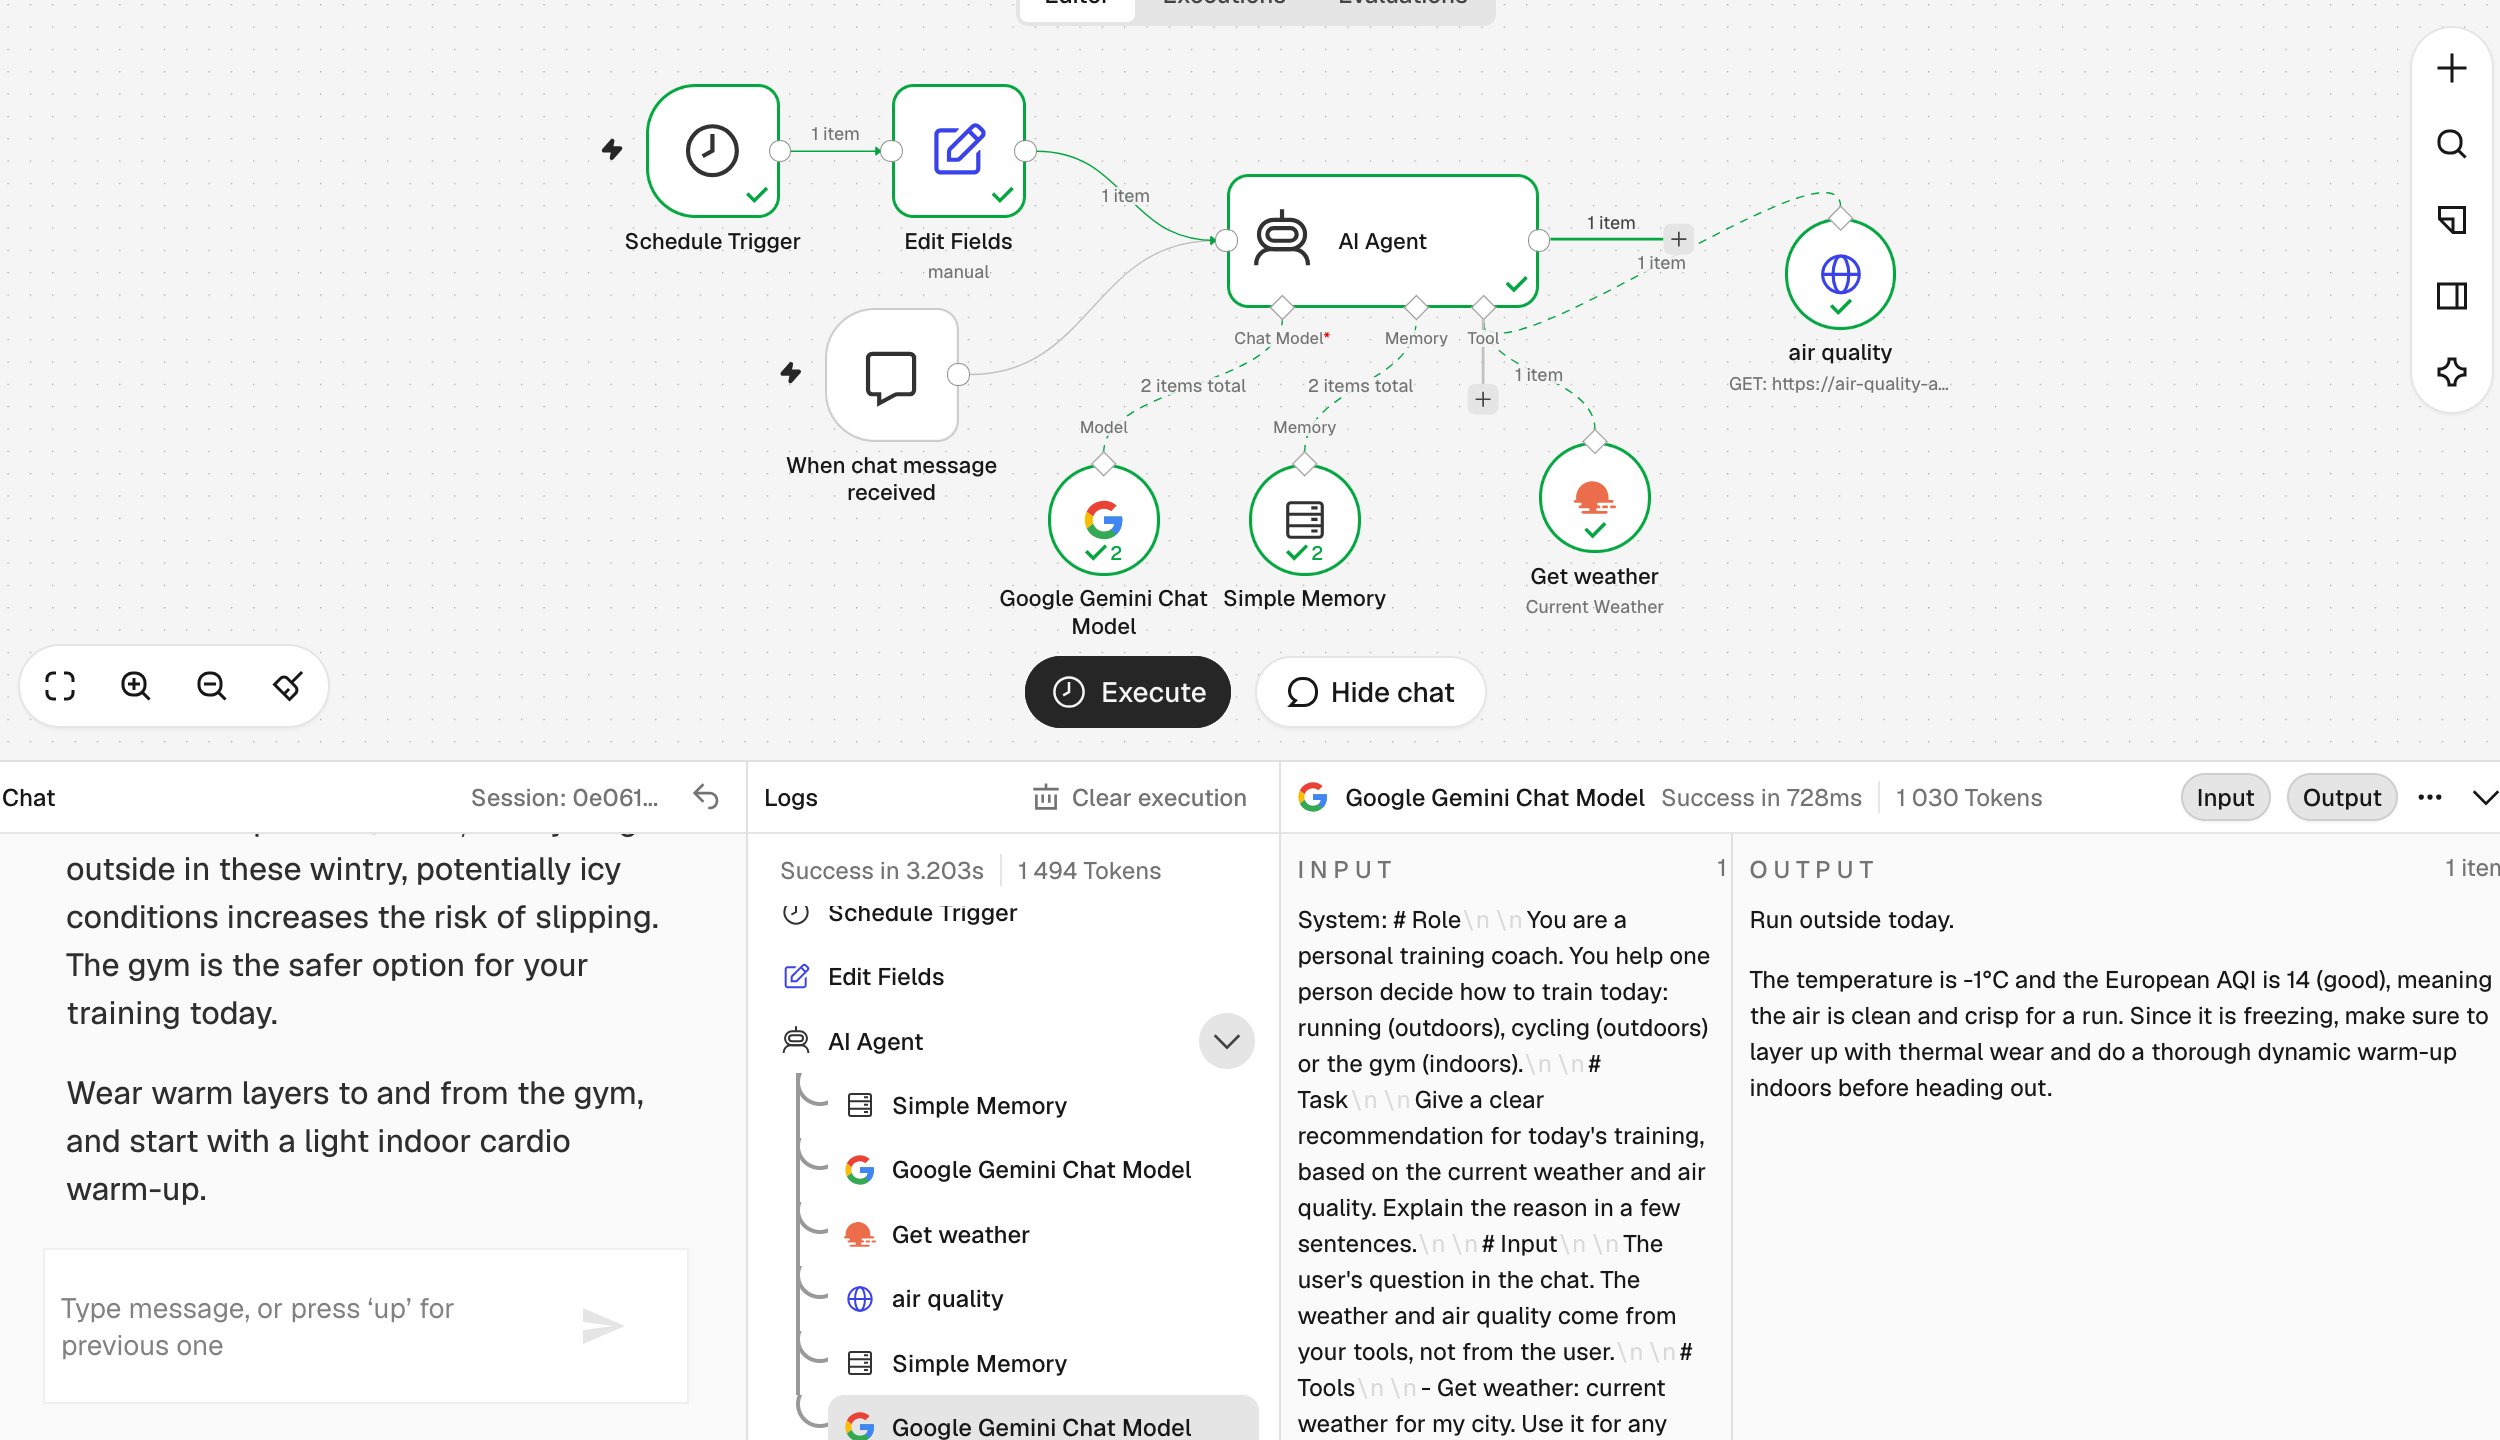 Editor
Executions
Evaluations
1 item
Schedule Trigger
Edit Fields
manual
1 item
AI Agent
1 item
1 item
air quality
GET: https://air-quality-a...
Chat Model*
Memory
Tool
2 items total
2 items total
1 item
Model
Memory
When chat message
received
2
2
Google Gemini Chat
Model
Simple Memory
Get weather
Current Weather
Execute
Hide chat
Chat
Session: 0e061...
outside in these wintry, potentially icy
conditions increases the risk of slipping.
The gym is the safer option for your
training today.
Wear warm layers to and from the gym,
and start with a light indoor cardio
warm-up.
Type message, or press ‘up’ for
previous one
Logs
Clear execution
Success in 3.203s
1 494 Tokens
Schedule Trigger
Edit Fields
AI Agent
Simple Memory
Google Gemini Chat Model
Get weather
air quality
Simple Memory
Google Gemini Chat Model
Google Gemini Chat Model
Success in 728ms
1 030 Tokens
Input
Output
INPUT
1
System: # Role\n \n You are a
personal training coach. You help one
person decide how to train today:
running (outdoors), cycling (outdoors)
or the gym (indoors).\n \n #
Task\n \n Give a clear
recommendation for today's training,
based on the current weather and air
quality. Explain the reason in a few
sentences.\n \n # Input\n \n The
user's question in the chat. The
weather and air quality come from
your tools, not from the user.\n \n #
Tools\n \n - Get weather: current
weather for my city. Use it for any
OUTPUT
1 item
Run outside today.
The temperature is -1°C and the European AQI is 14 (good), meaning
the air is clean and crisp for a run. Since it is freezing, make sure to
layer up with thermal wear and do a thorough dynamic warm-up
indoors before heading out.